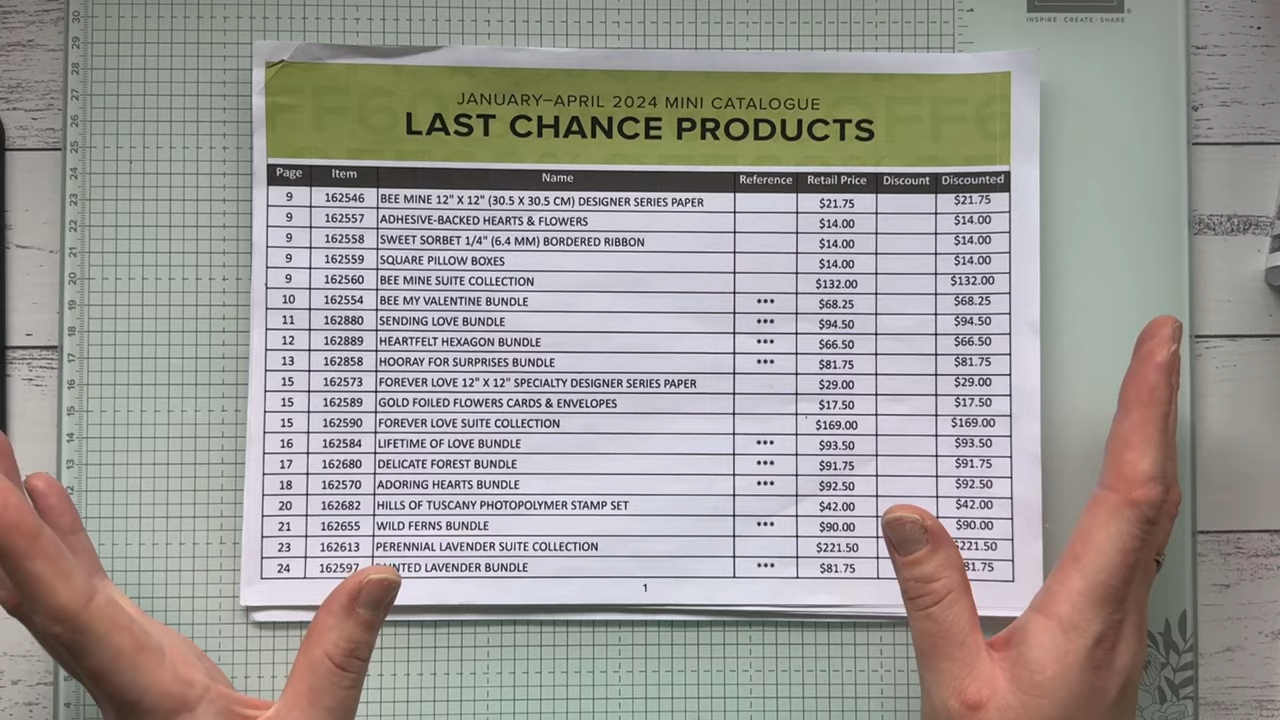 INSPIRE · CREATE · SHARE
JANUARY–APRIL 2024 MINI CATALOGUE
LAST CHANCE PRODUCTS
Page Item Name Reference Retail Price Discount Discounted
9 162546 BEE MINE 12" X 12" (30.5 X 30.5 CM) DESIGNER SERIES PAPER $21.75 $21.75
9 162557 ADHESIVE-BACKED HEARTS & FLOWERS $14.00 $14.00
9 162558 SWEET SORBET 1/4" (6.4 MM) BORDERED RIBBON $14.00 $14.00
9 162559 SQUARE PILLOW BOXES $14.00 $14.00
9 162560 BEE MINE SUITE COLLECTION $132.00 $132.00
10 162554 BEE MY VALENTINE BUNDLE *** $68.25 $68.25
11 162880 SENDING LOVE BUNDLE *** $94.50 $94.50
12 162889 HEARTFELT HEXAGON BUNDLE *** $66.50 $66.50
13 162858 HOORAY FOR SURPRISES BUNDLE *** $81.75 $81.75
15 162573 FOREVER LOVE 12" X 12" SPECIALTY DESIGNER SERIES PAPER $29.00 $29.00
15 162589 GOLD FOILED FLOWERS CARDS & ENVELOPES $17.50 $17.50
15 162590 FOREVER LOVE SUITE COLLECTION $169.00 $169.00
16 162584 LIFETIME OF LOVE BUNDLE *** $93.50 $93.50
17 162680 DELICATE FOREST BUNDLE *** $91.75 $91.75
18 162570 ADORING HEARTS BUNDLE *** $92.50 $92.50
20 162682 HILLS OF TUSCANY PHOTOPOLYMER STAMP SET $42.00 $42.00
21 162655 WILD FERNS BUNDLE *** $90.00 $90.00
23 162613 PERENNIAL LAVENDER SUITE COLLECTION $221.50 221.50
24 162597 LAVENDER BUNDLE *** $81.75
1